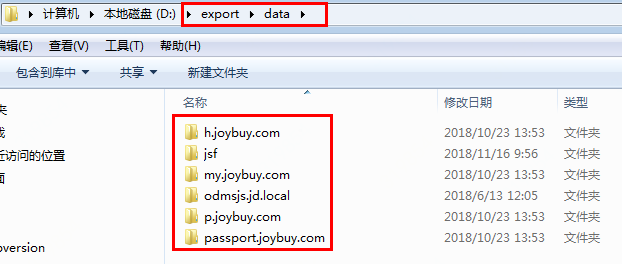 计算机 本地磁盘 (D:) export data
编辑(E) 查看(V) 工具(T) 帮助(H)
包含到库中 共享 新建文件夹
名称 修改日期 类型
h.joybuy.com 2018/10/23 13:53 文件夹
jsf 2018/11/16 9:56 文件夹
近访问的位置 my.joybuy.com 2018/10/23 13:53 文件夹
面 odmsjs.jd.local 2018/6/13 12:05 文件夹
p.joybuy.com 2018/10/23 13:53 文件夹
passport.joybuy.com 2018/10/23 13:53 文件夹
oversion